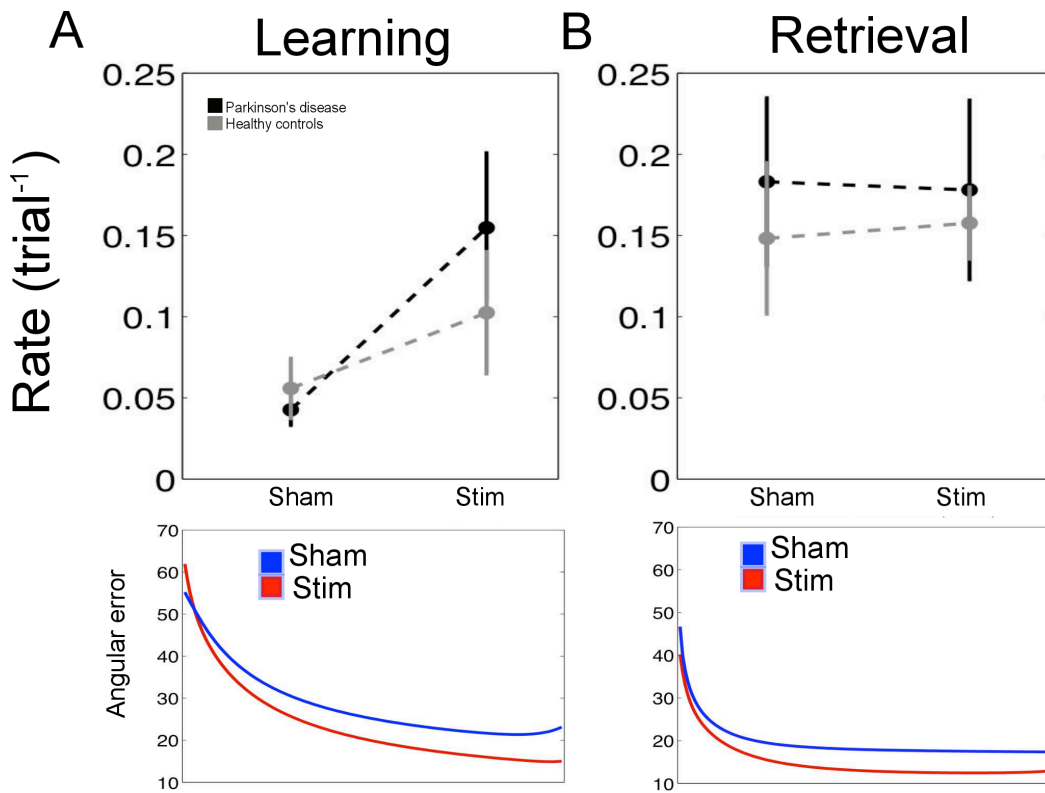 A
Learning
B
Retrieval
Rate (trial-1)
0.25
0.2
0.15
0.1
0.05
0
Parkinson's disease
Healthy controls
Sham
Stim
0.25
0.2
0.15
0.1
0.05
0
Sham
Stim
Angular error
70
60
50
40
30
20
10
Sham
Stim
70
60
50
40
30
20
10
Sham
Stim